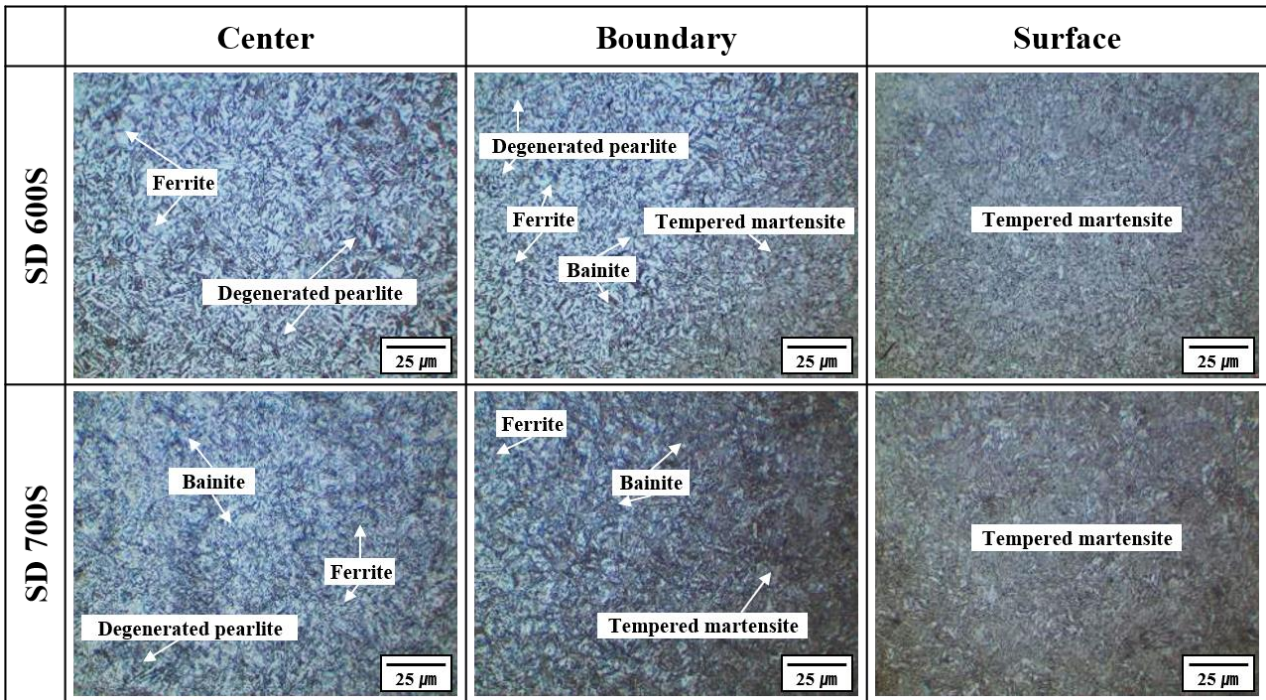 Center
Boundary
Surface
SD 600S
Ferrite
Degenerated pearlite
25 ㎛
Degenerated pearlite
Ferrite
Tempered martensite
Bainite
25 ㎛
Tempered martensite
25 ㎛
SD 700S
Bainite
Ferrite
Degenerated pearlite
25 ㎛
Ferrite
Bainite
Tempered martensite
25 ㎛
Tempered martensite
25 ㎛